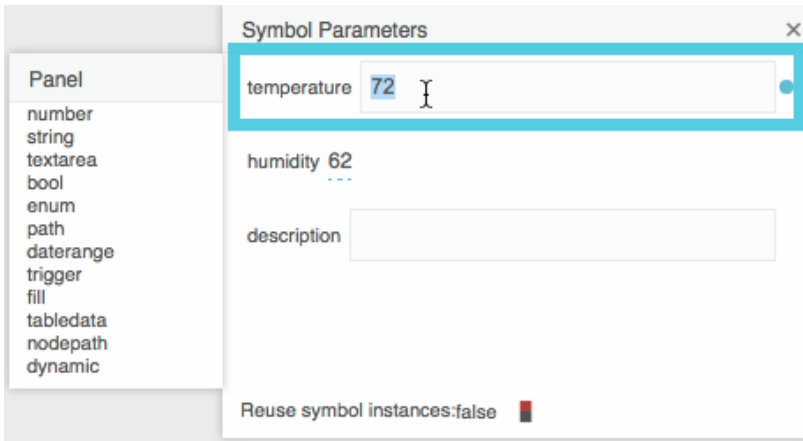 Symbol Parameters
Panel
number
string
textarea
bool
enum
path
daterange
trigger
fill
tabledata
nodepath
dynamic
temperature 72
humidity 62
description
Reuse symbol instances:false